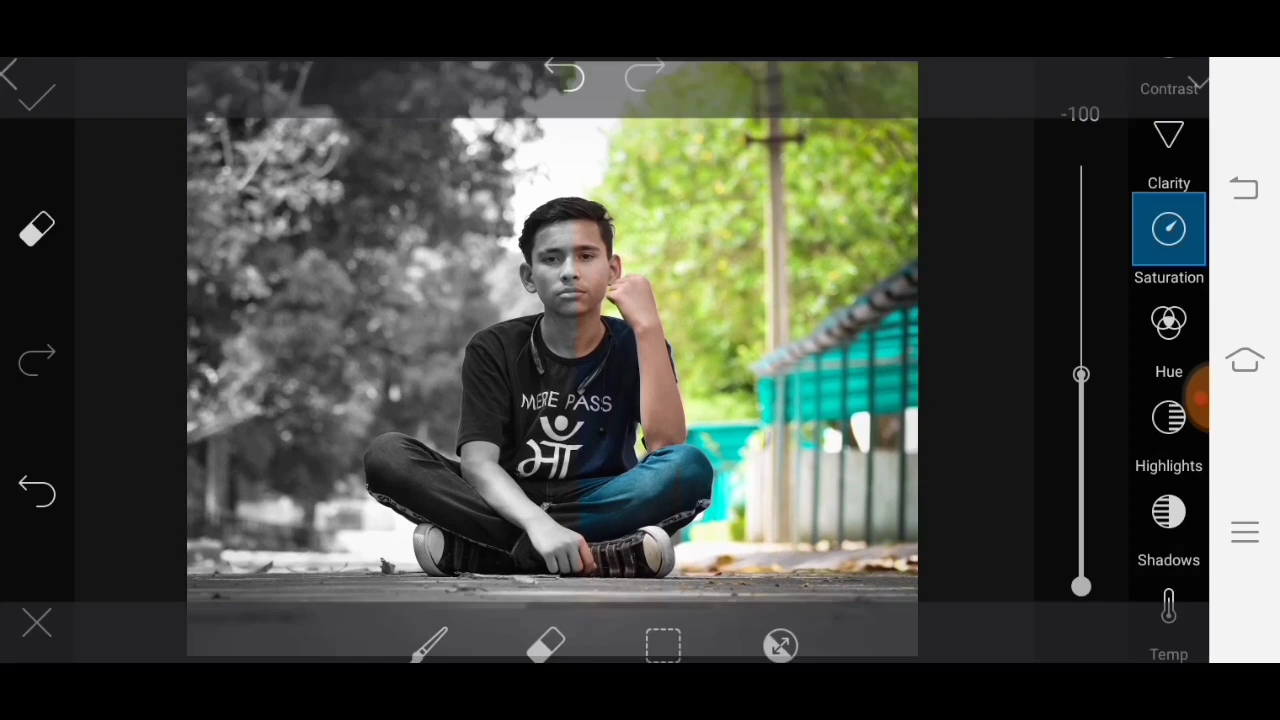 Contrast
-100
Clarity
Saturation
Hue
Highlights
Shadows
Temp
MERE PASS
माँ